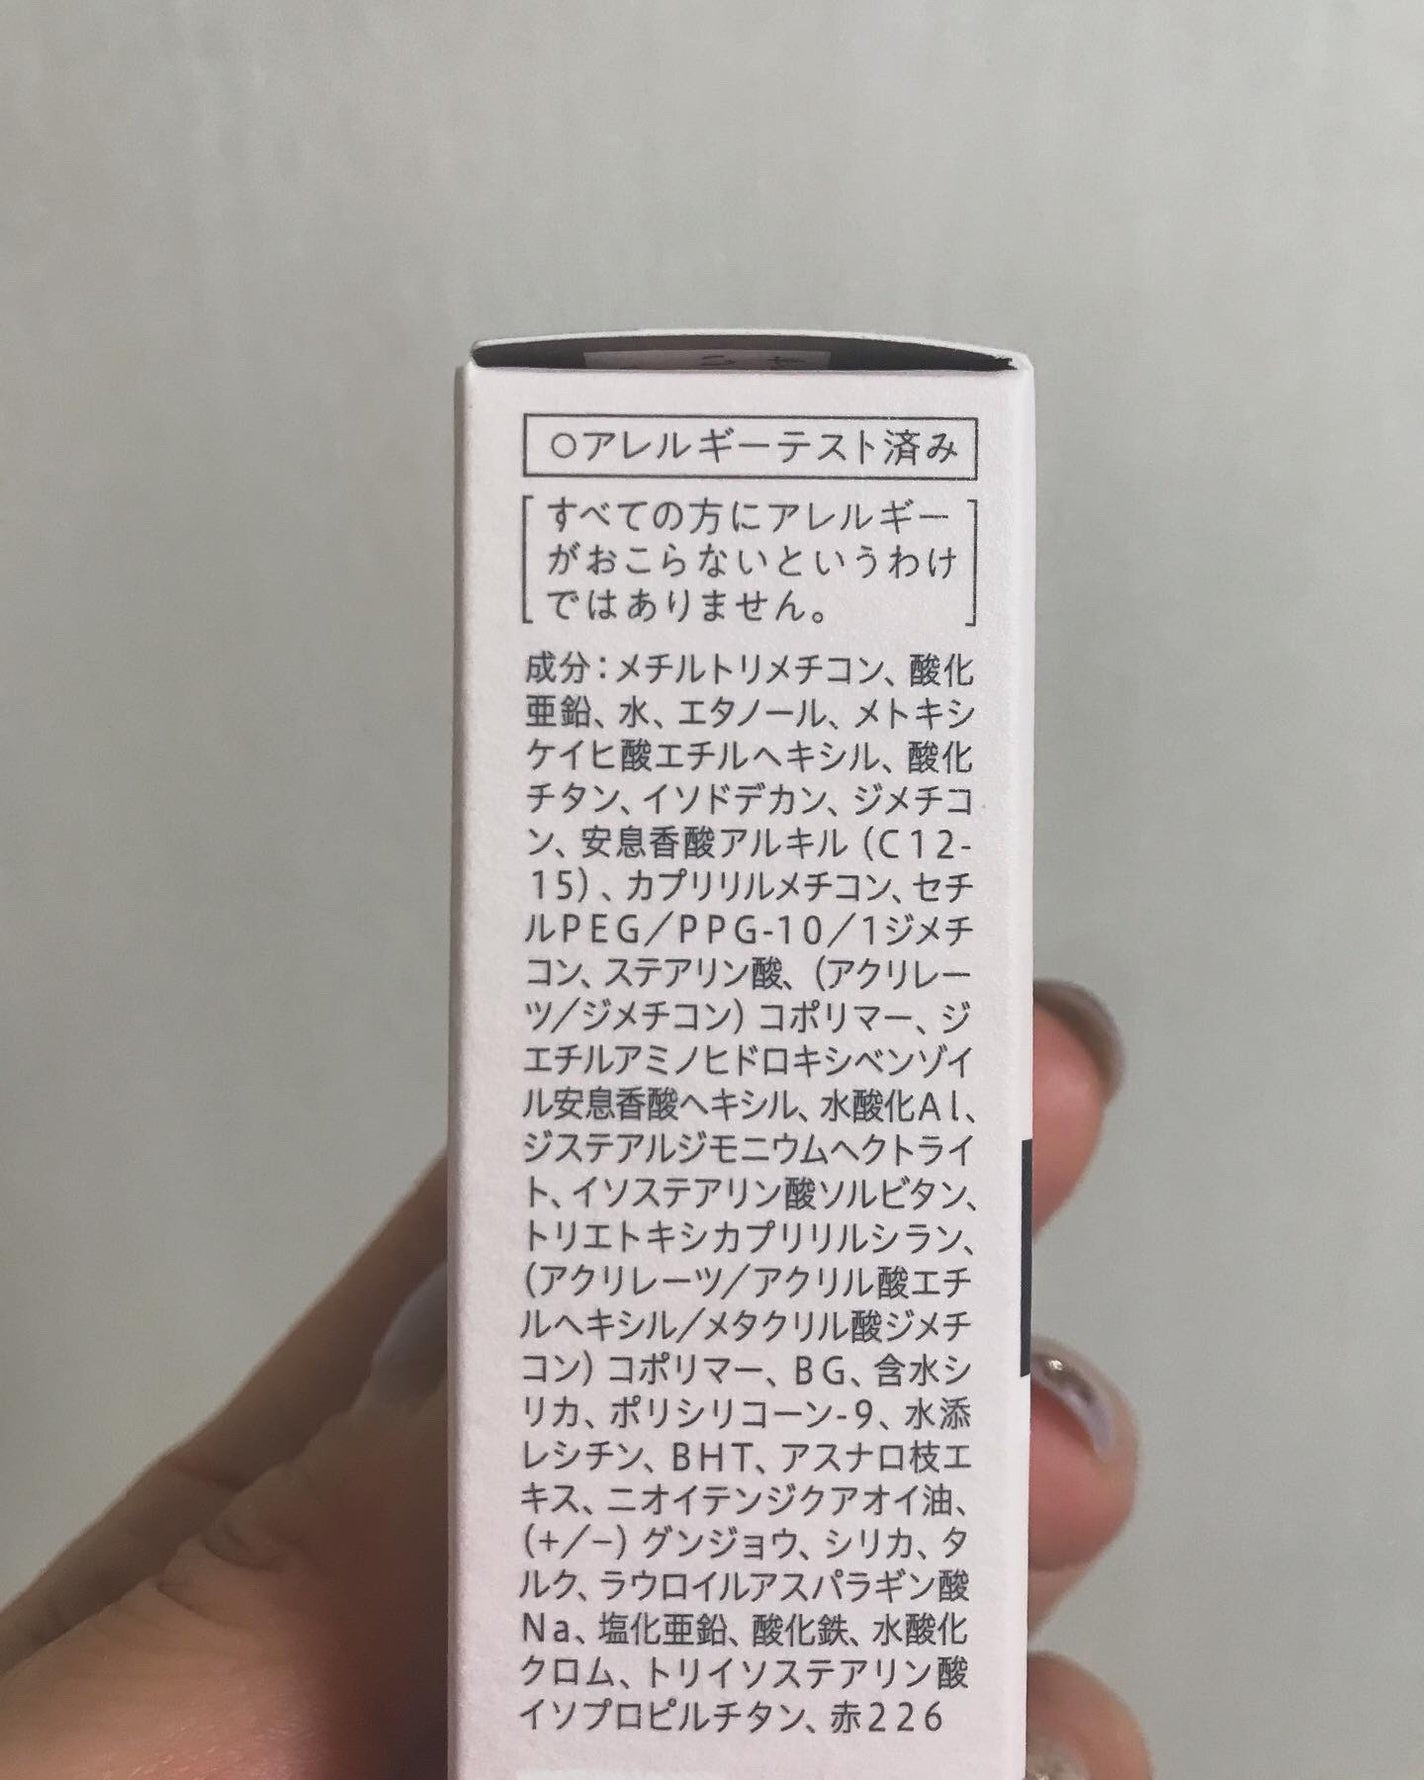 ○アレルギーテスト済み
すべての方にアレルギー
がおこらないというわけ
ではありません。
成分：メチルトリメチコン、酸化
亜鉛、水、エタノール、メトキシ
ケイヒ酸エチルヘキシル、酸化
チタン、イソドデカン、ジメチコ
ン、安息香酸アルキル（C12-
15）、カプリリルメチコン、セチ
ルPEG／PPG-10／1ジメチ
コン、ステアリン酸、（アクリレー
ツ／ジメチコン）コポリマー、ジ
エチルアミノヒドロキシベンゾイ
ル安息香酸ヘキシル、水酸化Al、
ジステアルジモニウムヘクトライ
ト、イソステアリン酸ソルビタン、
トリエトキシカプリリルシラン、
（アクリレーツ／アクリル酸エチ
ルヘキシル／メタクリル酸ジメチ
コン）コポリマー、BG、含水シ
リカ、ポリシリコーン-9、水添
レシチン、BHT、アスナロ枝エ
キス、ニオイテンジクアオイ油、
（+／−）グンジョウ、シリカ、タ
ルク、ラウロイルアスパラギン酸
Na、塩化亜鉛、酸化鉄、水酸化
クロム、トリイソステアリン酸
イソプロピルチタン、赤226